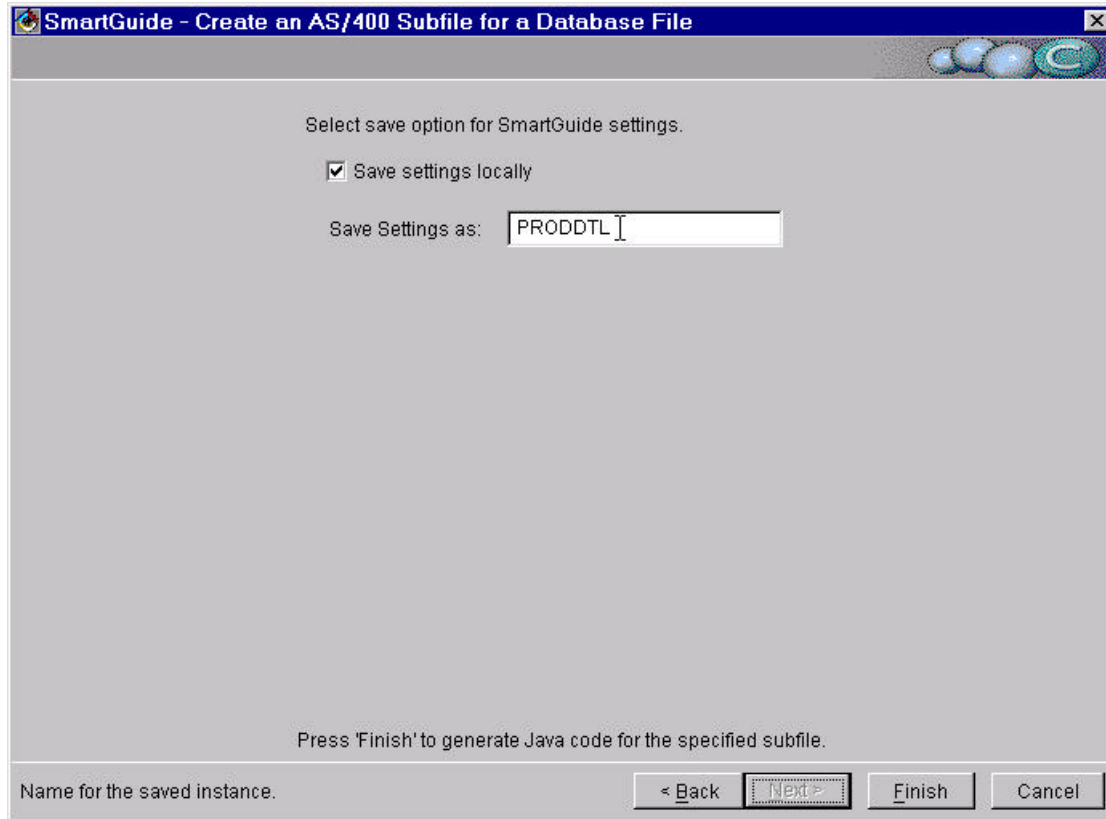 SmartGuide - Create an AS/400 Subfile for a Database File
Select save option for SmartGuide settings.
Save settings locally
Save Settings as: PRODDTL
Press 'Finish' to generate Java code for the specified subfile.
Name for the saved instance. < Back Next > Finish Cancel